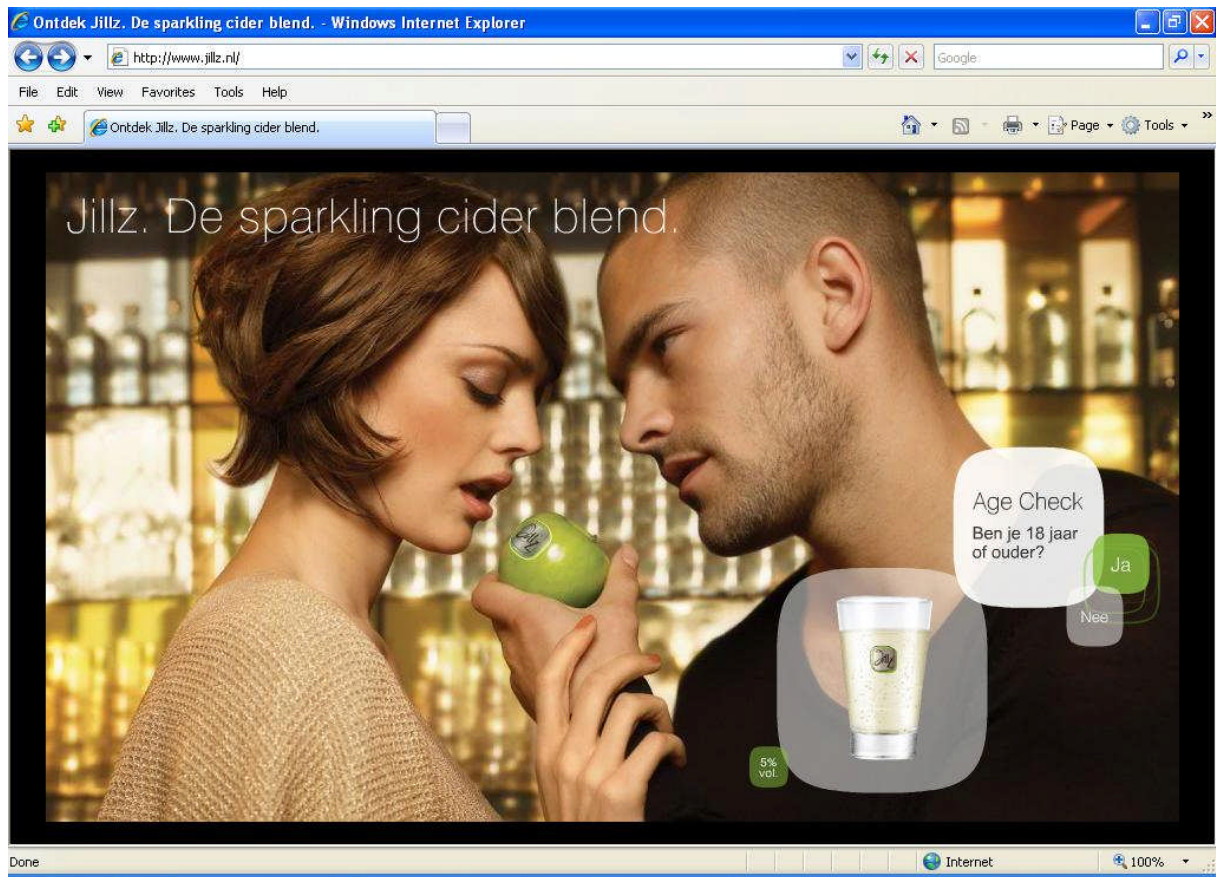 Ontdek Jillz. De sparkling cider blend. - Windows Internet Explorer
http://www.jillz.nl/
Google
File Edit View Favorites Tools Help
Ontdek Jillz. De sparkling cider blend.
Page Tools
Jillz. De sparkling cider blend.
Jillz
Age Check
Ben je 18 jaar
of ouder?
Ja
Nee
Jillz
5%
vol.
Done
Internet
100%